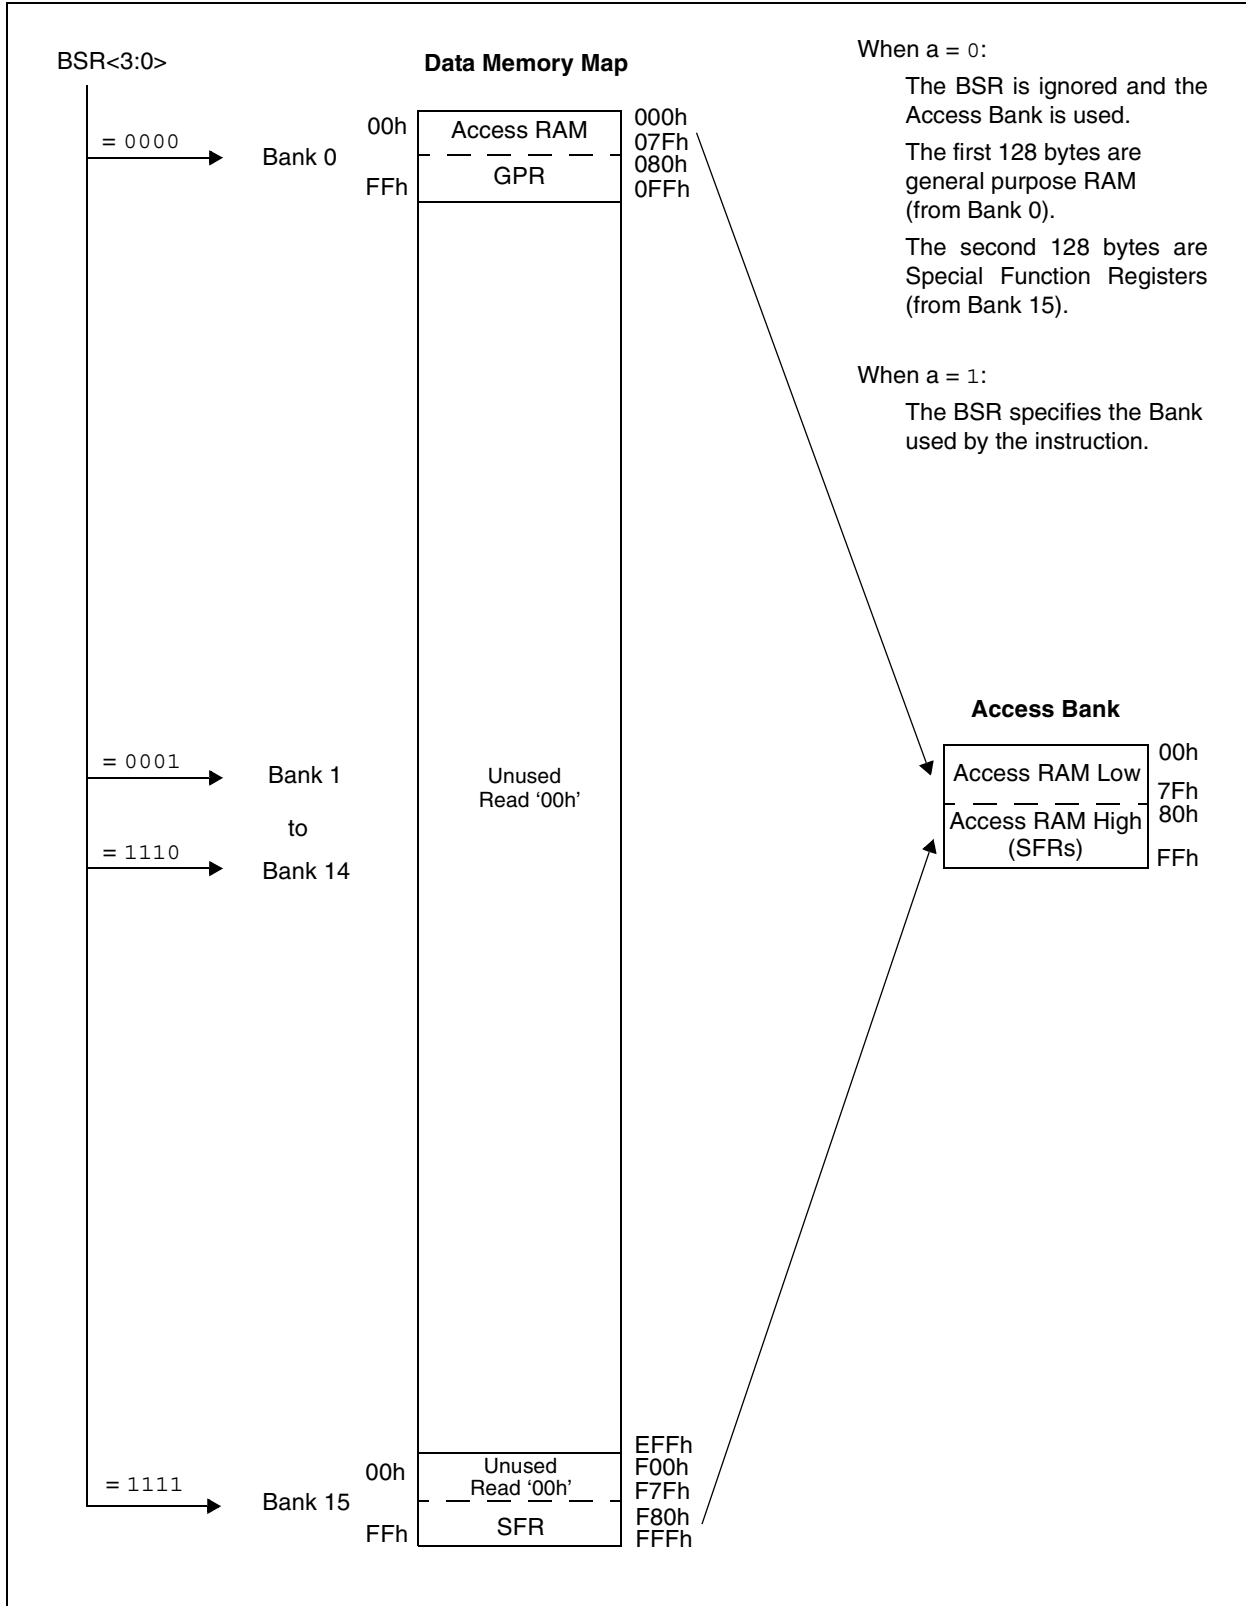 BSR<3:0>
Data Memory Map
When a = 0:
The BSR is ignored and the
Access Bank is used.
The first 128 bytes are
general purpose RAM
(from Bank 0).
The second 128 bytes are
Special Function Registers
(from Bank 15).
When a = 1:
The BSR specifies the Bank
used by the instruction.
= 0000
Bank 0
00h
FFh
Access RAM
GPR
000h
07Fh
080h
0FFh
= 0001
Bank 1
to
= 1110
Bank 14
Unused
Read ‘00h’
Access Bank
Access RAM Low
Access RAM High
(SFRs)
00h
7Fh
80h
FFh
= 1111
Bank 15
00h
FFh
Unused
Read ‘00h’
SFR
EFFh
F00h
F7Fh
F80h
FFFh